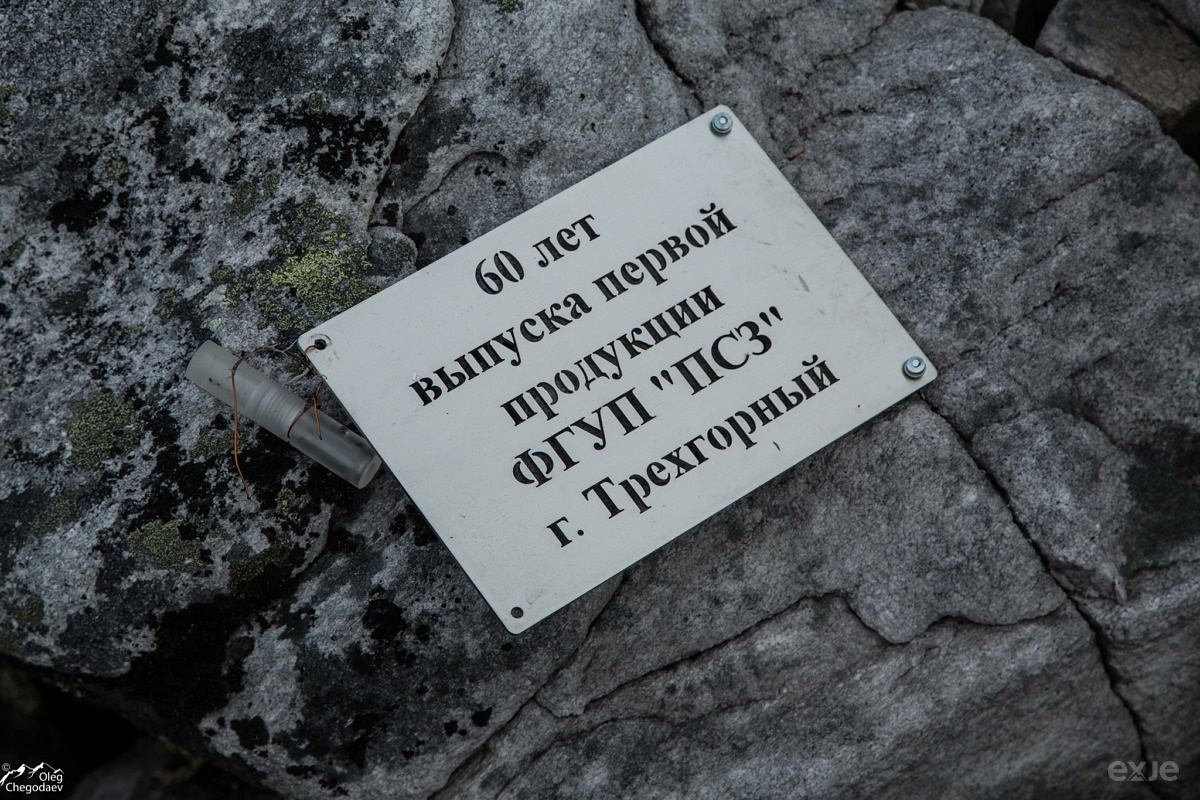 60 лет
выпуска первой
продукции
ФГУП "ПСЗ"
г. Трехгорный
© Oleg
Chegodaev
exje